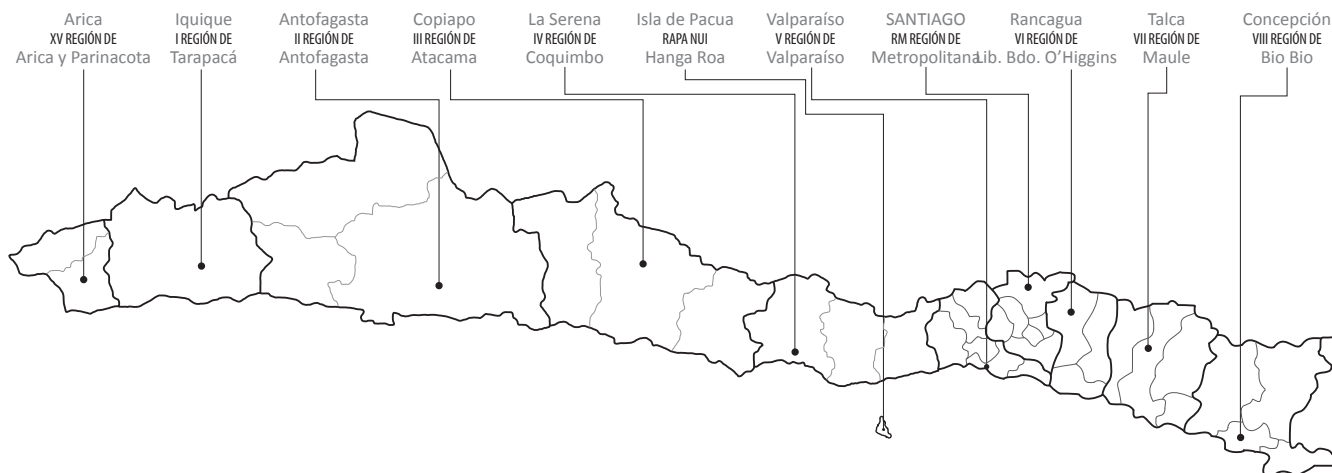 Arica
XV REGIÓN DE
Arica y Parinacota
Iquique
I REGIÓN DE
Tarapacá
Antofagasta
II REGIÓN DE
Antofagasta
Copiapo
III REGIÓN DE
Atacama
La Serena
IV REGIÓN DE
Coquimbo
Isla de Pacua
RAPA NUI
Hanga Roa
Valparaíso
V REGIÓN DE
Valparaíso
SANTIAGO
RM REGIÓN DE
Metropolitana
Rancagua
VI REGIÓN DE
Lib. Bdo. O’Higgins
Talca
VII REGIÓN DE
Maule
Concepción
VIII REGIÓN DE
Bio Bio